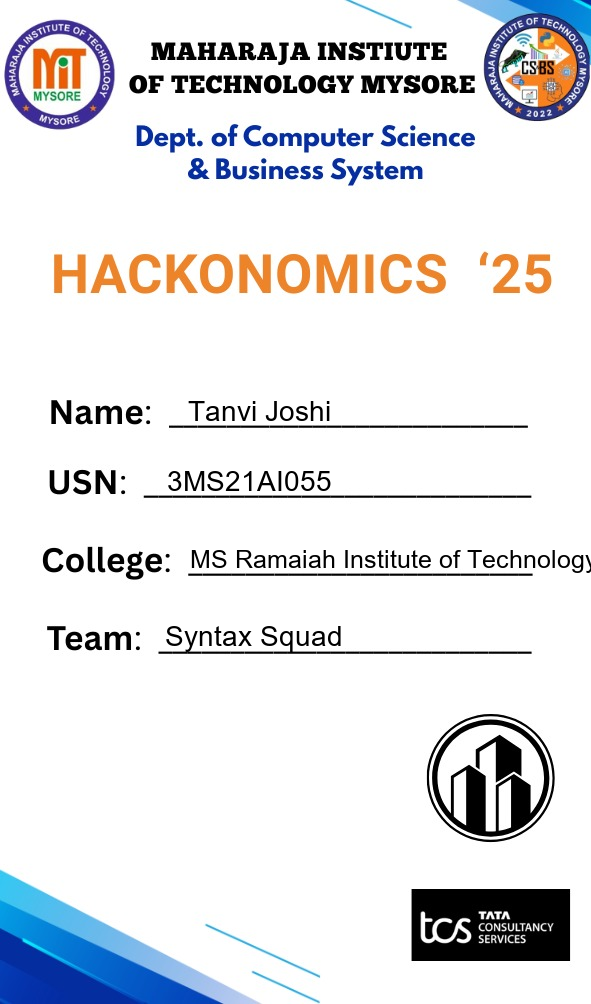 MAHARAJA INSTITUTE OF TECHNOLOGY
MIT
MYSORE
★ MYSORE ★
MAHARAJA INSTIUTE
OF TECHNOLOGY MYSORE
MAHARAJA INSTITUTE OF TECHNOLOGY MYSORE
CSBS
★ 2022 ★
Dept. of Computer Science
& Business System
HACKONOMICS ‘25
Name: Tanvi Joshi
USN: 3MS21AI055
College: MS Ramaiah Institute of Technology
Team: Syntax Squad
tcs TATA
CONSULTANCY
SERVICES